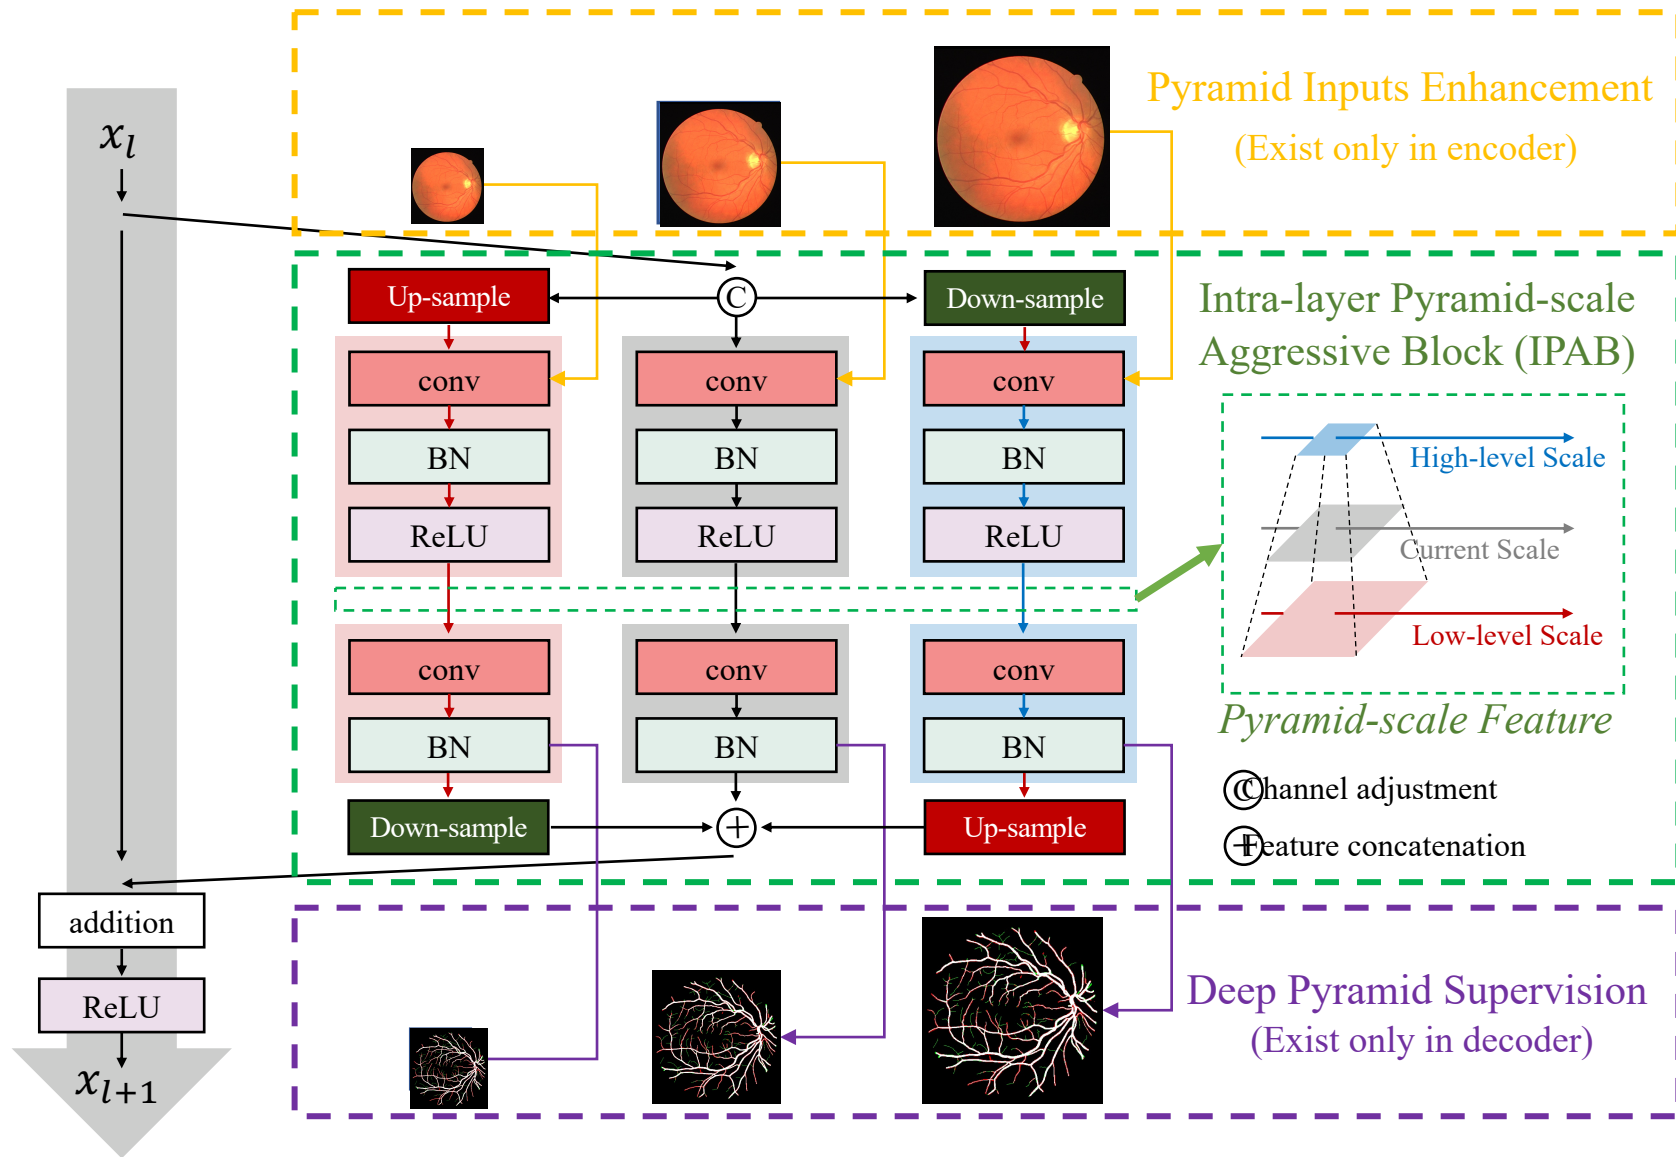 Pyramid Inputs Enhancement
(Exist only in encoder)
x_l
Up-sample
C
Down-sample
Intra-layer Pyramid-scale
Aggressive Block (IPAB)
conv
conv
conv
BN
BN
BN
ReLU
ReLU
ReLU
High-level Scale
Current Scale
Low-level Scale
conv
conv
conv
BN
BN
BN
Pyramid-scale Feature
Down-sample
+
Up-sample
C Channel adjustment
+ Feature concatenation
addition
ReLU
x_{l+1}
Deep Pyramid Supervision
(Exist only in decoder)